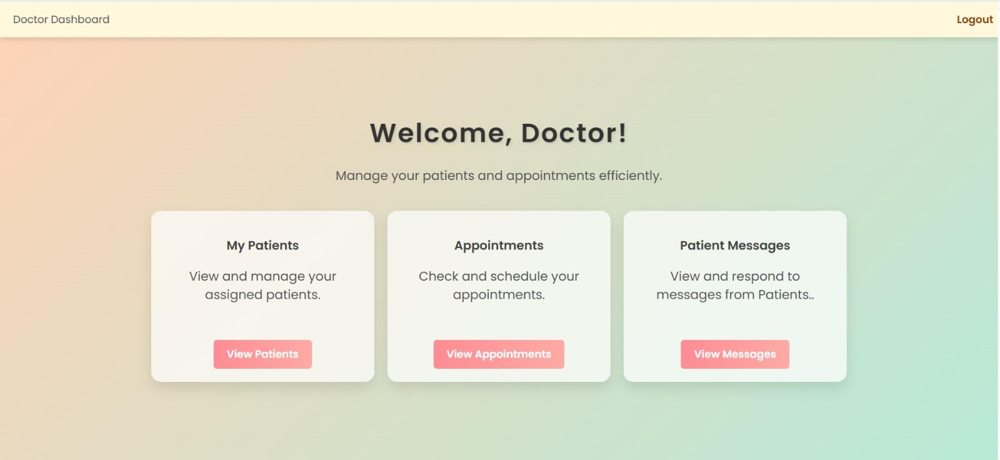 Doctor Dashboard
Logout
Welcome, Doctor!
Manage your patients and appointments efficiently.
My Patients
View and manage your
assigned patients.
View Patients
Appointments
Check and schedule your
appointments.
View Appointments
Patient Messages
View and respond to
messages from Patients..
View Messages